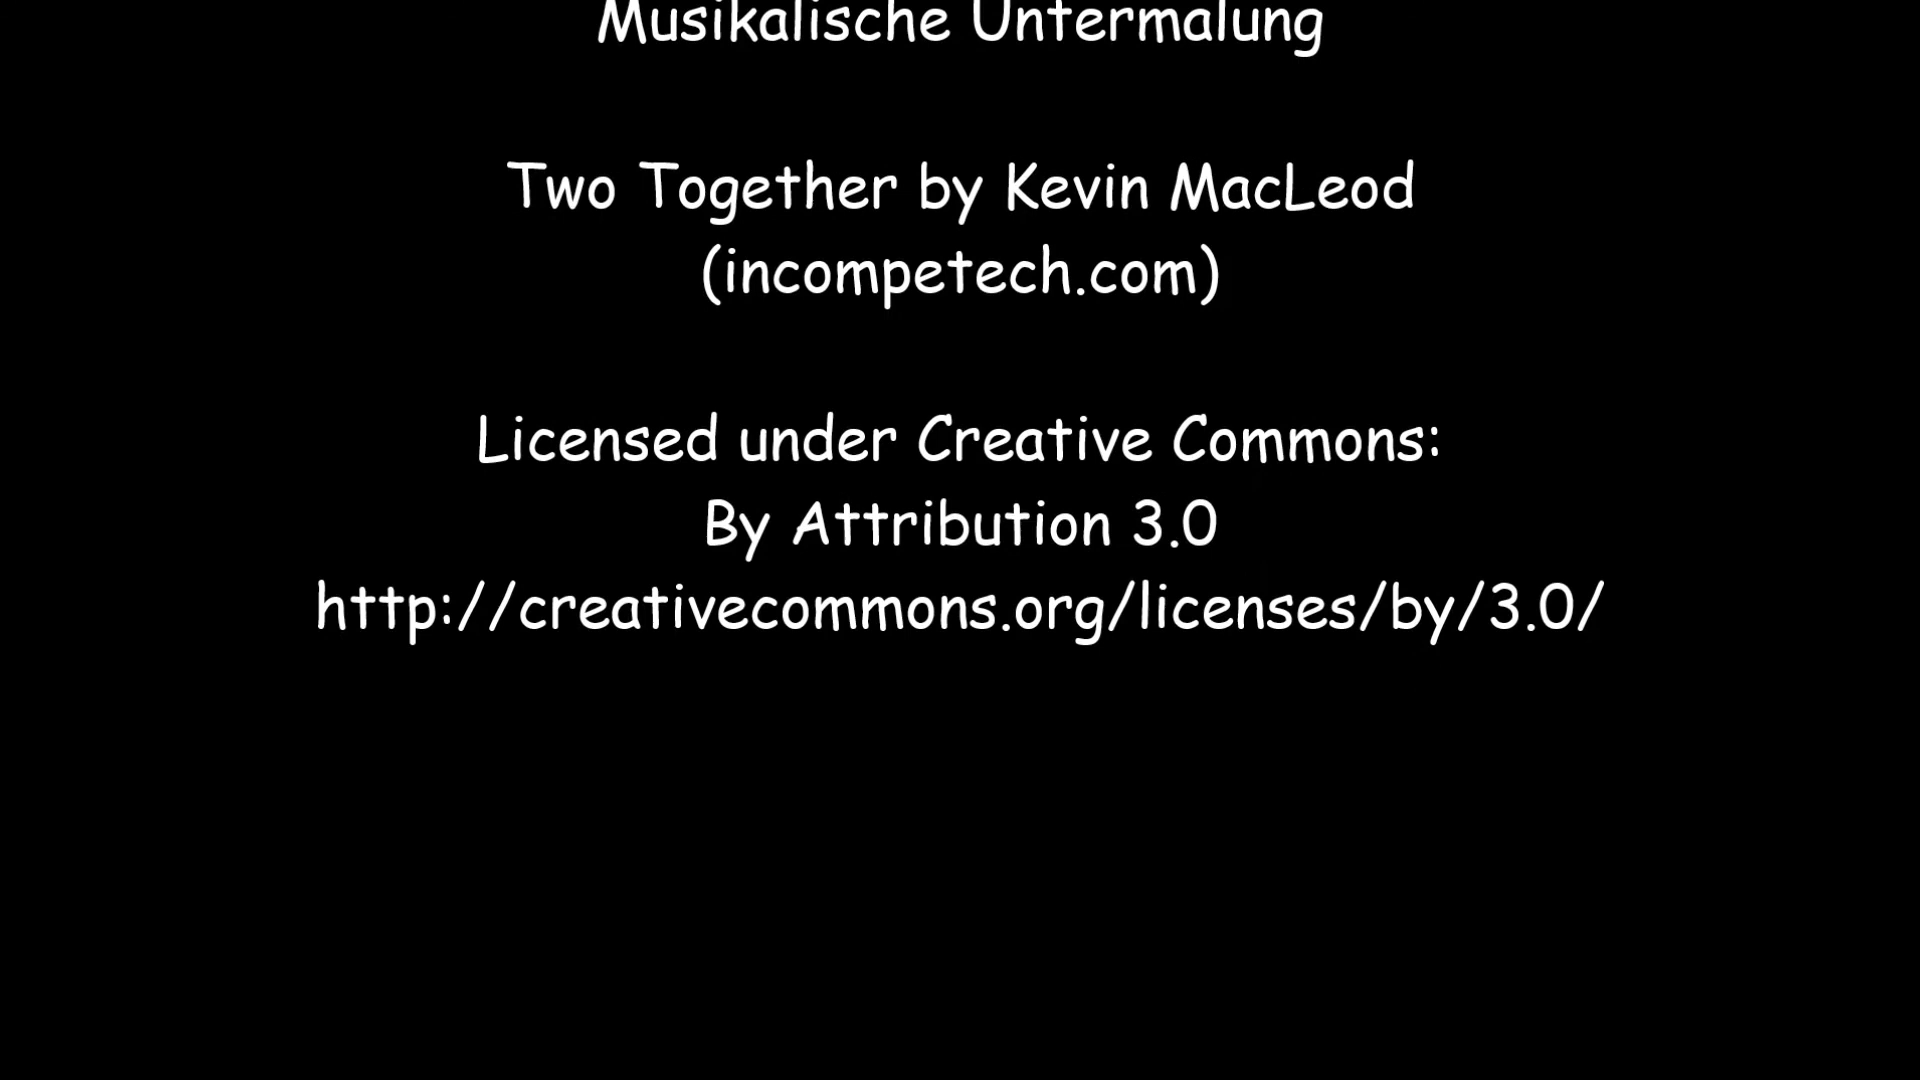 Musikalische Untermalung
Two Together by Kevin MacLeod
(incompetech.com)
Licensed under Creative Commons:
By Attribution 3.0
http://creativecommons.org/licenses/by/3.0/